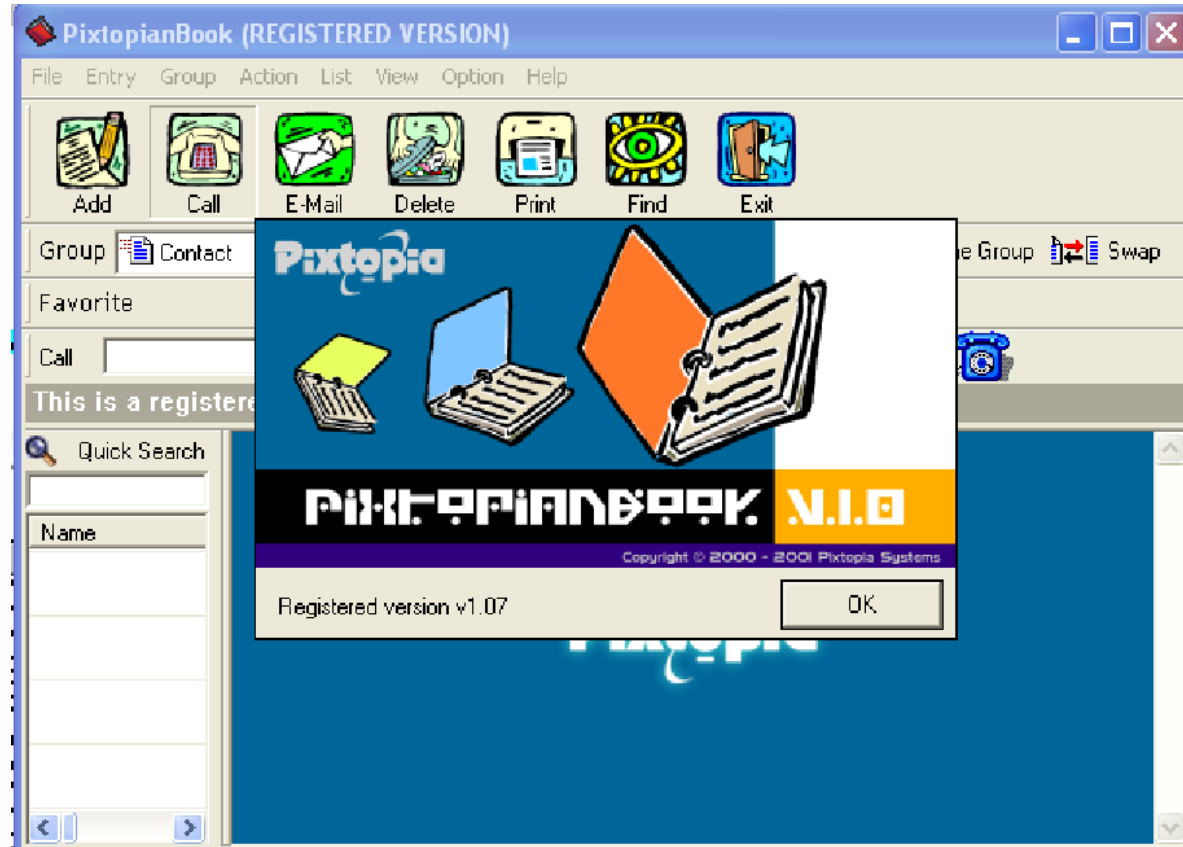 PixtopianBook (REGISTERED VERSION)
File Entry Group Action List View Option Help
Add Call E-Mail Delete Print Find Exit
Group Contact Group Swap
Favorite
Call
This is a
Quick Search
Name
Pixtopia
PIXTOPIANBOOK V.1.0
Copyright © 2000 - 2001 Pixtopia Systems
Registered version v1.07
OK